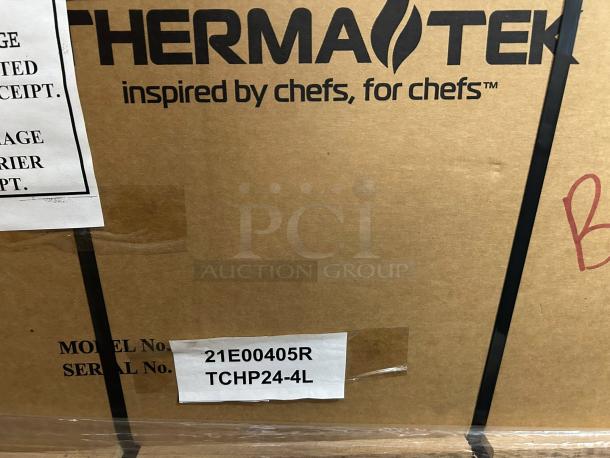 THERMATEK
inspired by chefs, for chefs™
GE
TED
CEIPT.
AGE
RIER
PT.
PCI
AUCTION GROUP
B
MODEL No. 21E00405R
SERIAL No. TCHP24-4L